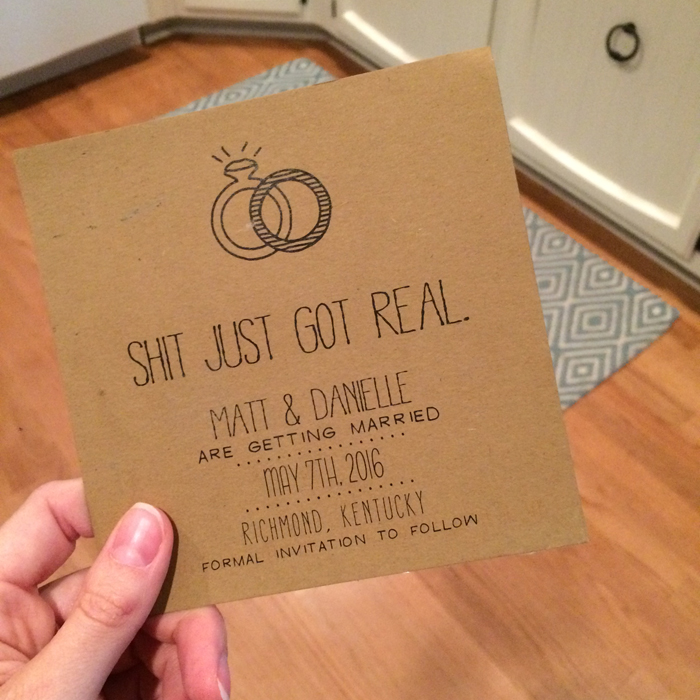 SHIT JUST GOT REAL.
MATT & DANIELLE
ARE GETTING MARRIED
MAY 7TH, 2016
RICHMOND, KENTUCKY
FORMAL INVITATION TO FOLLOW